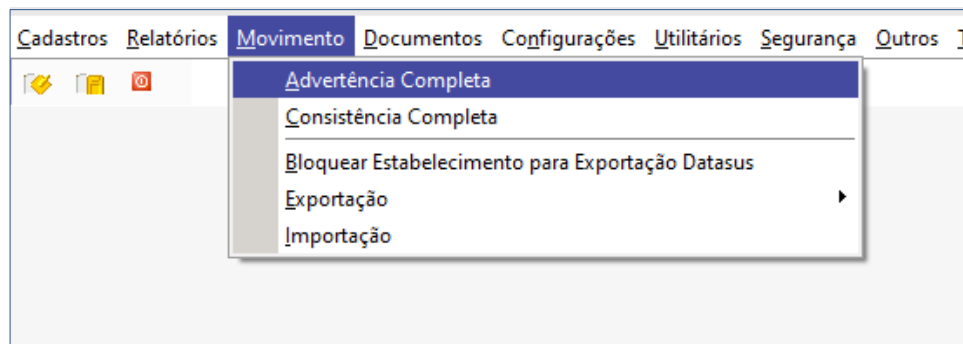 Cadastros Relatórios Movimento Documentos Configurações Utilitários Segurança Outros
Advertência Completa
Consistência Completa
Bloquear Estabelecimento para Exportação Datasus
Exportação
Importação